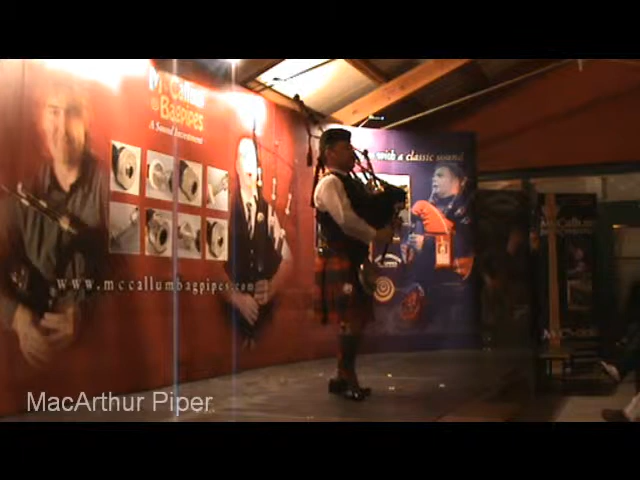 McCallum
Bagpipes
A Sound Investment
with a classic sound
www.mccallumbagpipes.com
MacArthur Piper